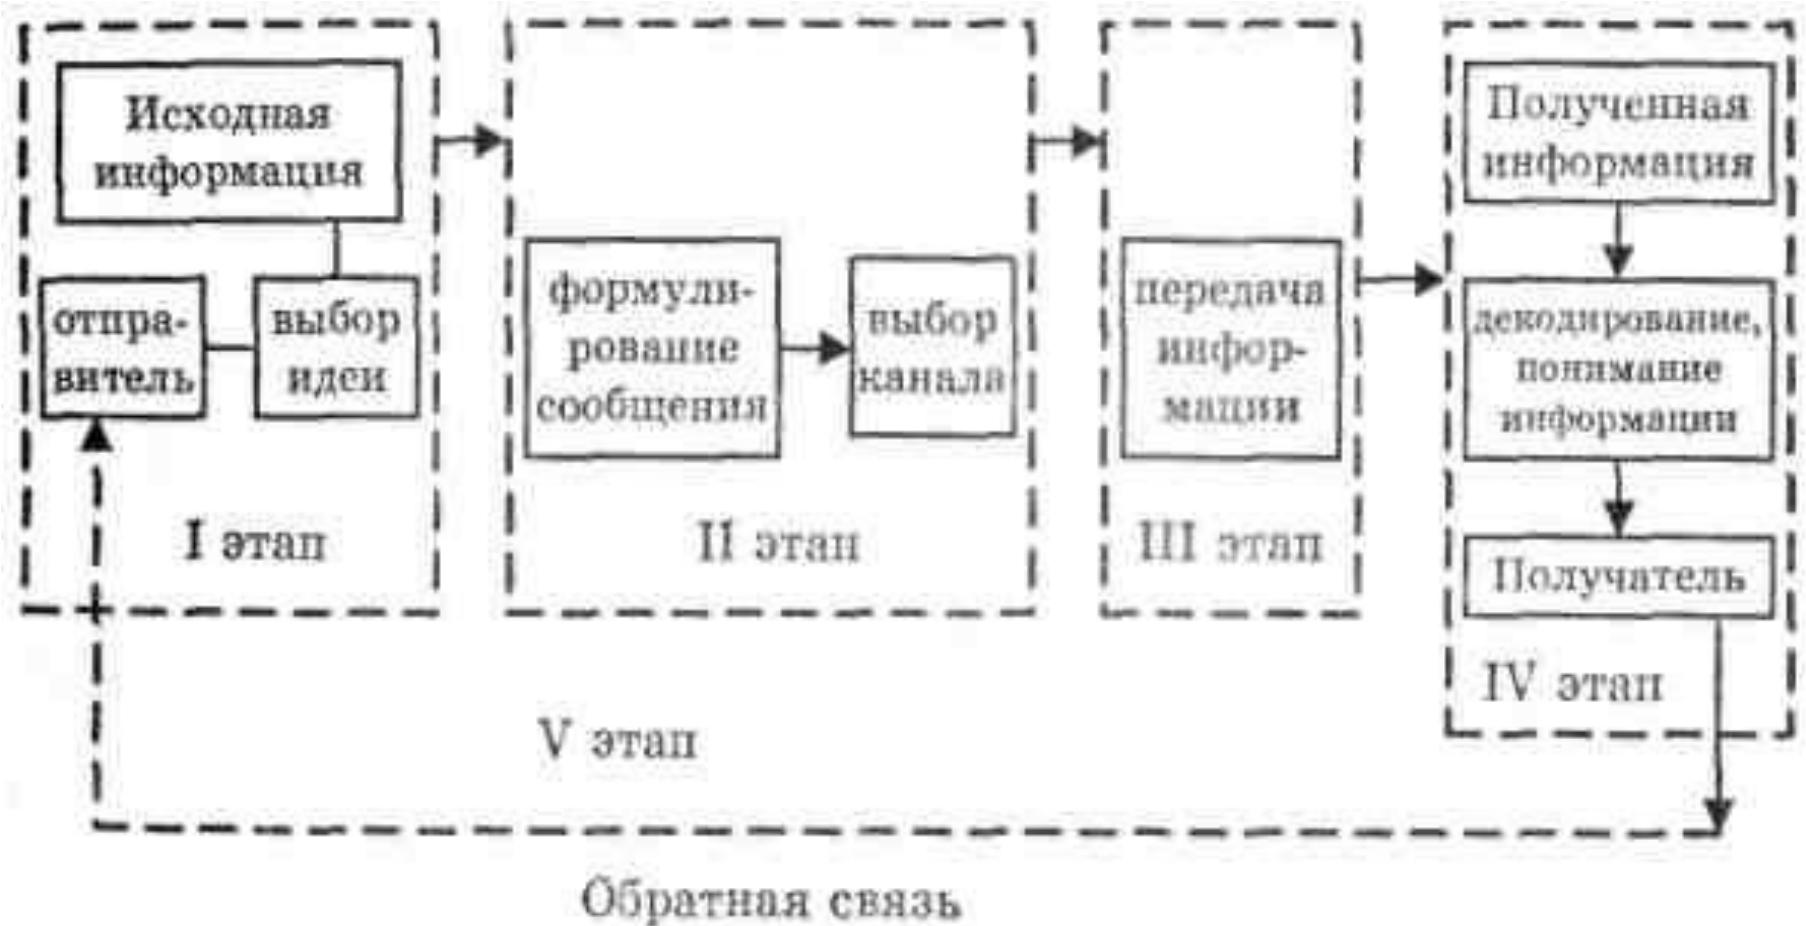 Исходная
информация
отпра-
витель
выбор
идеи
I этап
формули-
рование
сообщения
выбор
канала
II этап
передача
инфор-
мации
III этап
Полученная
информация
декодирование,
понимание
информации
Получатель
IV этап
V этап
Обратная связь